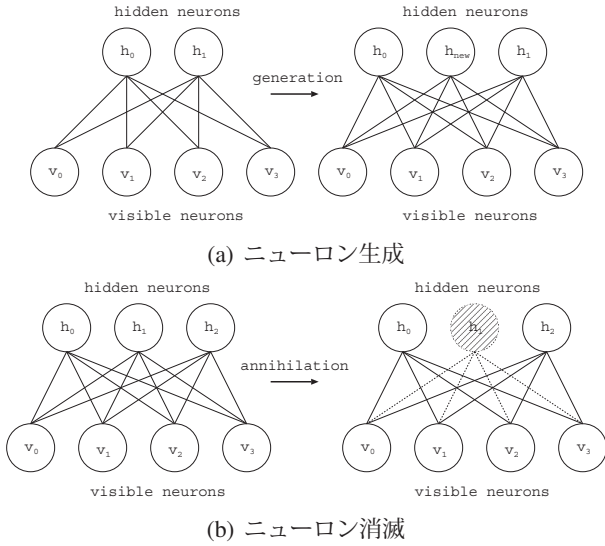 hidden neurons hidden neurons
h₀ h₁ h₀ hₙₑw h₁
generation
v₀ v₁ v₂ v₃ v₀ v₁ v₂ v₃
visible neurons visible neurons
(a) ニューロン生成
hidden neurons hidden neurons
h₀ h₁ h₂ h₀ h₁ h₂
annihilation
v₀ v₁ v₂ v₃ v₀ v₁ v₂ v₃
visible neurons visible neurons
(b) ニューロン消滅